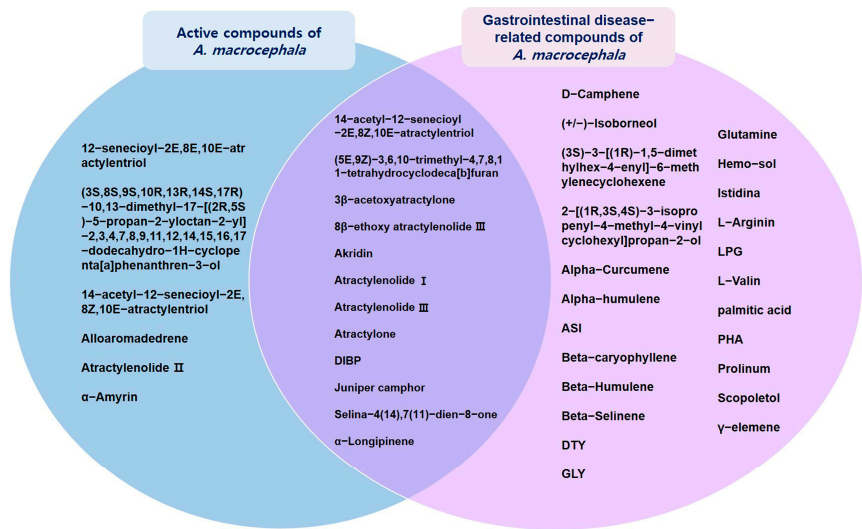 Active compounds of
A. macrocephala
Gastrointestinal disease-
related compounds of
A. macrocephala
12-senecioyl-2E,8E,10E-atr
actylentriol
(3S,8S,9S,10R,13R,14S,17R)
-10,13-dimethyl-17-[(2R,5S
)-5-propan-2-yloctan-2-yl]
-2,3,4,7,8,9,11,12,14,15,16,17
-dodecahydro-1H-cyclope
nta[a]phenanthren-3-ol
14-acetyl-12-senecioyl-2E,
8Z,10E-atractylentriol
Alloaromadedrene
Atractylenolide Ⅱ
α-Amyrin
14-acetyl-12-senecioyl
-2E,8Z,10E-atractylentriol
(5E,9Z)-3,6,10-trimethyl-4,7,8,1
1-tetrahydrocyclodeca[b]furan
3β-acetoxyatractylone
8β-ethoxy atractylenolide Ⅲ
Akridin
Atractylenolide Ⅰ
Atractylenolide Ⅲ
Atractylone
DIBP
Juniper camphor
Selina-4(14),7(11)-dien-8-one
α-Longipinene
D-Camphene
(+/-)-Isoborneol
(3S)-3-[(1R)-1,5-dimet
hylhex-4-enyl]-6-meth
ylenecyclohexene
2-[(1R,3S,4S)-3-isopro
penyl-4-methyl-4-vinyl
cyclohexyl]propan-2-ol
Alpha-Curcumene
Alpha-humulene
ASI
Beta-caryophyllene
Beta-Humulene
Beta-Selinene
DTY
GLY
Glutamine
Hemo-sol
Istidina
L-Arginin
LPG
L-Valin
palmitic acid
PHA
Prolinum
Scopoletol
γ-elemene